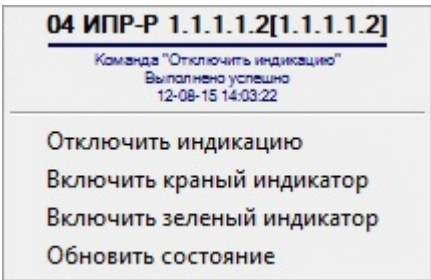 04 ИПР-Р 1.1.1.1.2[1.1.1.1.2]
Команда "Отключить индикацию"
Выполнено успешно
12-08-15 14:03:22
Отключить индикацию
Включить краный индикатор
Включить зеленый индикатор
Обновить состояние